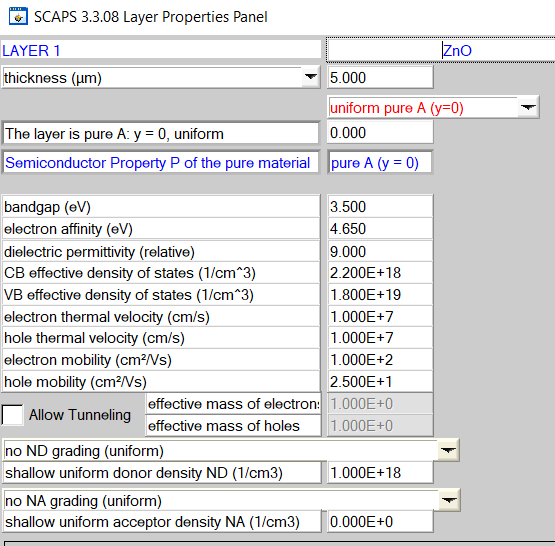 SCAPS 3.3.08 Layer Properties Panel
LAYER 1 ZnO
thickness (µm) 5.000
uniform pure A (y=0)
The layer is pure A: y = 0, uniform 0.000
Semiconductor Property P of the pure material pure A (y = 0)
bandgap (eV) 3.500
electron affinity (eV) 4.650
dielectric permittivity (relative) 9.000
CB effective density of states (1/cm^3) 2.200E+18
VB effective density of states (1/cm^3) 1.800E+19
electron thermal velocity (cm/s) 1.000E+7
hole thermal velocity (cm/s) 1.000E+7
electron mobility (cm²/Vs) 1.000E+2
hole mobility (cm²/Vs) 2.500E+1
Allow Tunneling
effective mass of electrons 1.000E+0
effective mass of holes 1.000E+0
no ND grading (uniform)
shallow uniform donor density ND (1/cm3) 1.000E+18
no NA grading (uniform)
shallow uniform acceptor density NA (1/cm3) 0.000E+0